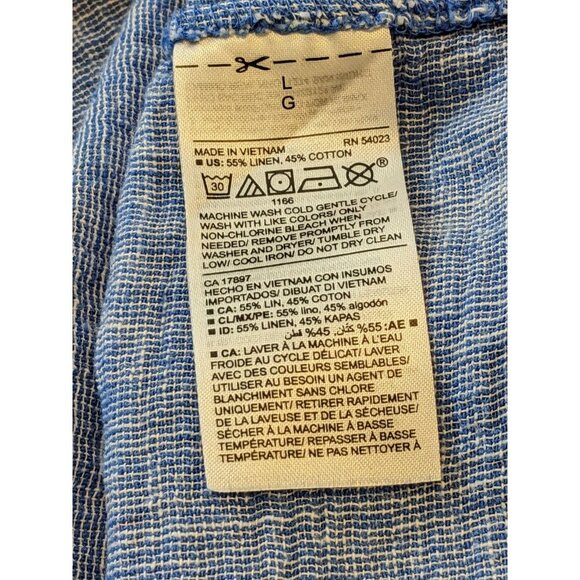 L
G
MADE IN VIETNAM RN 54023
■ US: 55% LINEN, 45% COTTON
30
®
1166
MACHINE WASH COLD GENTLE CYCLE/
WASH WITH LIKE COLORS/ ONLY
NON-CHLORINE BLEACH WHEN
NEEDED/ REMOVE PROMPTLY FROM
WASHER AND DRYER/ TUMBLE DRY
LOW/ COOL IRON/ DO NOT DRY CLEAN
CA 17897
HECHO EN VIETNAM CON INSUMOS
IMPORTADOS/ DIBUAT DI VIETNAM
■ CA: 55% LIN, 45% COTON
■ CL/MX/PE: 55% lino, 45% algodón
■ ID: 55% LINEN, 45% KAPAS
■ AE: 55% كتان, 45% قطن
■ CA: LAVER À LA MACHINE À L'EAU
FROIDE AU CYCLE DÉLICAT/ LAVER
AVEC DES COULEURS SEMBLABLES/
UTILISER AU BESOIN UN AGENT DE
BLANCHIMENT SANS CHLORE
UNIQUEMENT/ RETIRER RAPIDEMENT
DE LA LAVEUSE ET DE LA SÉCHEUSE/
SÉCHER À LA MACHINE À BASSE
TEMPÉRATURE/ REPASSER À BASSE
TEMPÉRATURE/ NE PAS NETTOYER À